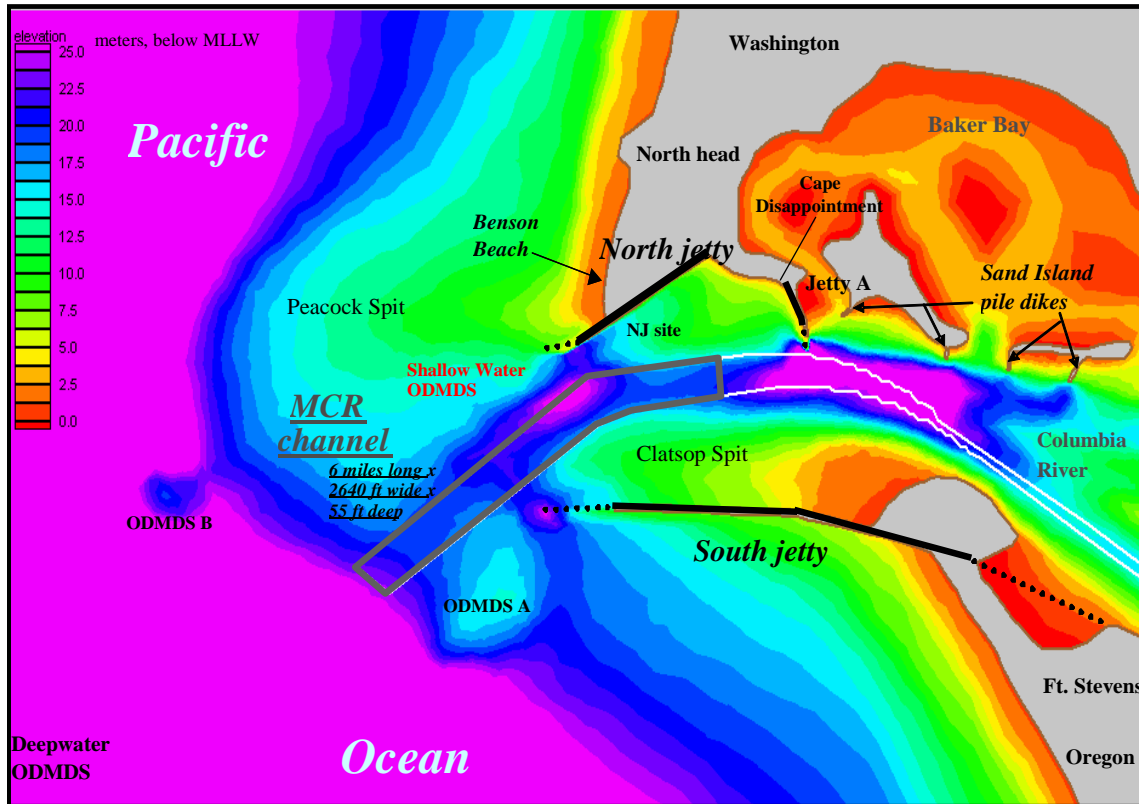 elevation
meters, below MLLW
25.0
22.5
20.0
17.5
15.0
12.5
10.0
7.5
5.0
2.5
0.0
Pacific
Washington
Baker Bay
North head
Cape
Disappointment
Benson
Beach
North jetty
Jetty A
Sand Island
pile dikes
Peacock Spit
NJ site
Shallow Water
ODMDS
MCR
channel
6 miles long x
2640 ft wide x
55 ft deep
Clatsop Spit
Columbia
River
ODMDS B
South jetty
ODMDS A
Ft. Stevens
Deepwater
ODMDS
Ocean
Oregon